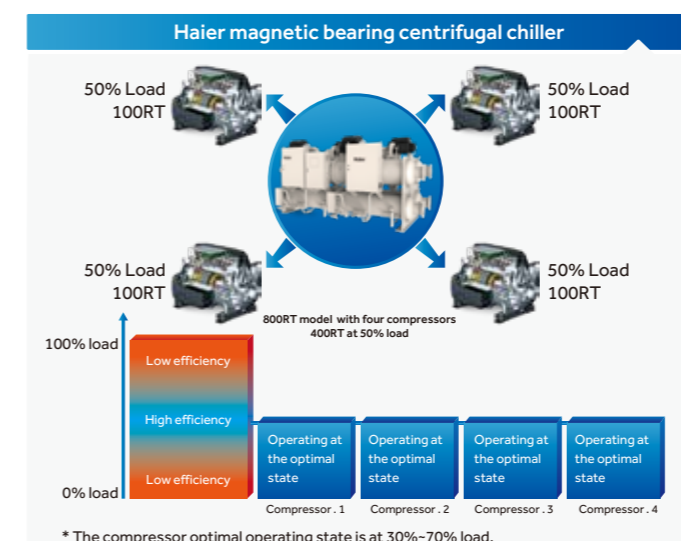 Haier magnetic bearing centrifugal chiller
50% Load
100RT
50% Load
100RT
50% Load
100RT
50% Load
100RT
800RT model with four compressors
400RT at 50% load
100% load
Low efficiency
High efficiency
Low efficiency
0% load
Operating at
the optimal
state
Operating at
the optimal
state
Operating at
the optimal
state
Operating at
the optimal
state
Compressor . 1
Compressor . 2
Compressor . 3
Compressor . 4
* The compressor optimal operating state is at 30%~70% load.